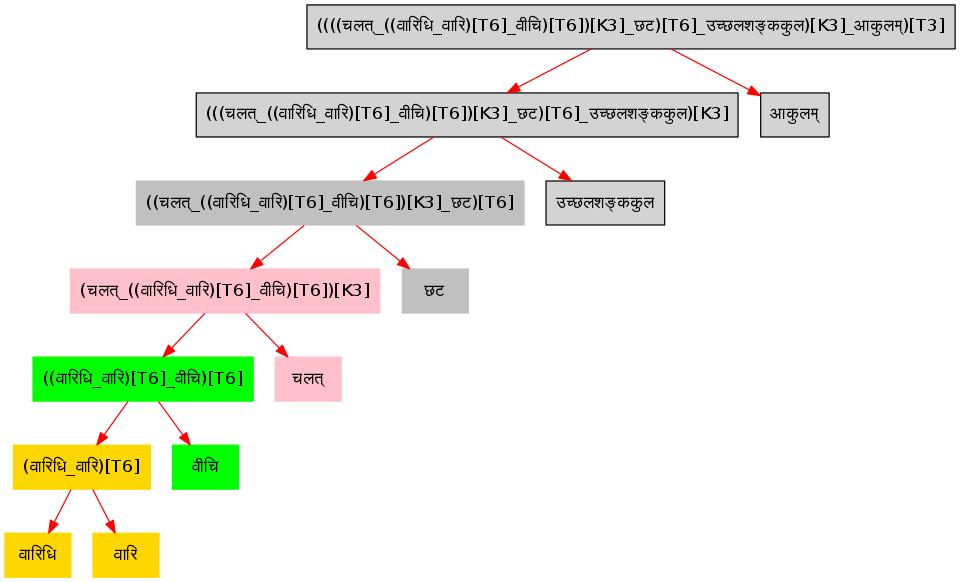 ((((चलत्_((वारिधि_वारि)[T6]_वीचि)[T6])[K3]_छट)[T6]_उच्छलशङ्ककुल)[K3]_आकुलम्)[T3]
(((चलत्_((वारिधि_वारि)[T6]_वीचि)[T6])[K3]_छट)[T6]_उच्छलशङ्ककुल)[K3]
आकुलम्
((चलत्_((वारिधि_वारि)[T6]_वीचि)[T6])[K3]_छट)[T6]
उच्छलशङ्ककुल
(चलत्_((वारिधि_वारि)[T6]_वीचि)[T6])[K3]
छट
((वारिधि_वारि)[T6]_वीचि)[T6]
चलत्
(वारिधि_वारि)[T6]
वीचि
वारिधि
वारि